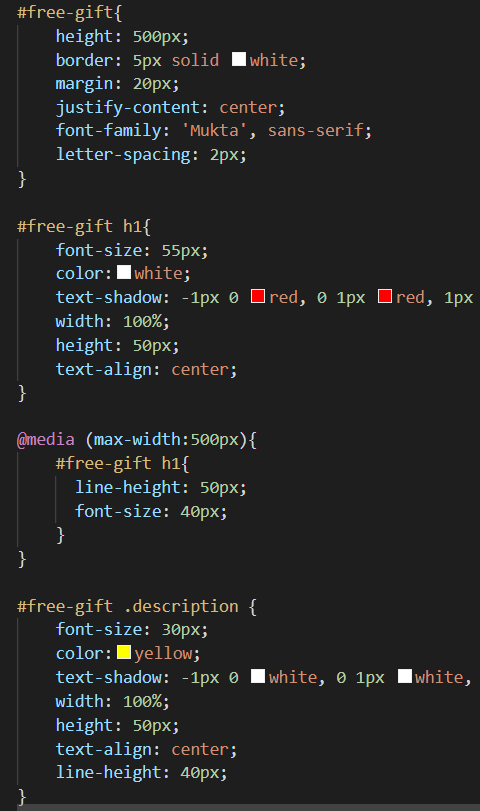 #free-gift{
height: 500px;
border: 5px solid white;
margin: 20px;
justify-content: center;
font-family: 'Mukta', sans-serif;
letter-spacing: 2px;
}
#free-gift h1{
font-size: 55px;
color:white;
text-shadow: -1px 0 red, 0 1px red, 1px
width: 100%;
height: 50px;
text-align: center;
}
@media (max-width:500px){
#free-gift h1{
line-height: 50px;
font-size: 40px;
}
}
#free-gift .description {
font-size: 30px;
color:yellow;
text-shadow: -1px 0 white, 0 1px white,
width: 100%;
height: 50px;
text-align: center;
line-height: 40px;
}